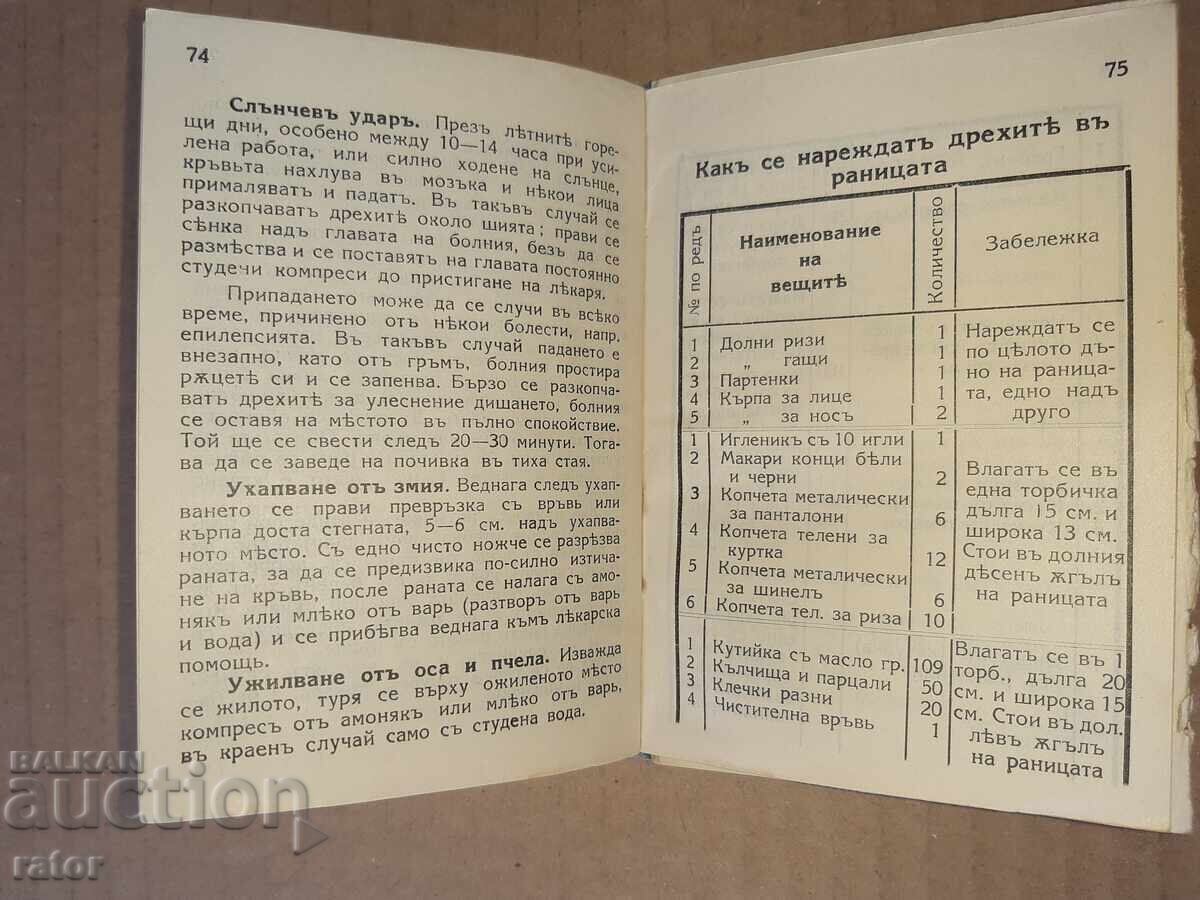 74
Слънчевъ ударъ. Презъ лѣтнитѣ горе-
щи дни, особено между 10—14 часа при уси-
лена работа, или силно ходене на слънце,
кръвьта нахлува въ мозъка и нѣкои лица
прималяватъ и падатъ. Въ такъвъ случай се
разкопчаватъ дрехитѣ около шията; прави се
сѣнка надъ главата на болния, безъ да се
размѣства и се поставятъ на главата постоянно
студечи компреси до пристигане на лѣкаря.
Припадането може да се случи въ всѣко
време, причинено отъ нѣкои болести, напр.
епилепсията. Въ такъвъ случай падането е
внезапно, като отъ гръмъ, болния простира
рѫцетѣ си и се запенва. Бързо се разкопча-
ватъ дрехитѣ за улеснение дишането, болния
се оставя на мѣстото въ пълно спокойствие.
Той ще се свести следъ 20—30 минути. Тога-
ва да се заведе на почивка въ тиха стая.
Ухапване отъ змия. Веднага следъ ухап-
ването се прави превръзка съ връвь или
кърпа доста стегната, 5—6 см. надъ ухапва-
ното мѣсто. Съ едно чисто ножче се разрѣзва
раната, за да се предизвика по-силно изтича-
не на кръвь, после раната се налага съ амо-
някъ или млѣко отъ варь (разтворъ отъ варь
и вода) и се прибѣгва веднага къмъ лѣкарска
помощь.
Ужилване отъ оса и пчела. Изважда
се жилото, туря се върху ожиленото мѣсто
компресъ отъ амонякъ или млѣко отъ варь,
въ краенъ случай само съ студена вода.
75
Какъ се нареждатъ дрехитѣ въ
раницата
№ по редъ
Наименование
на
вещитѣ
Количество
Забележка
1 Долни ризи 1
2 „ гащи 1
3 Партенки 1
4 Кърпа за лице 1
5 „ за носъ 2
Нареждатъ се
по цѣлото дъ-
но на раница-
та, едно надъ
друго
1 Игленикъ съ 10 игли 1
2 Макари конци бѣли
и черни 2
3 Копчета металически
за панталони 6
4 Копчета телени за
куртка 12
5 Копчета металически
за шинелъ 6
6 Копчета тел. за риза 10
Влагатъ се въ
една торбичка
дълга 15 см. и
широка 13 см.
Стои въ долния
дѣсенъ ѫгълъ
на раницата
1 Кутийка съ масло гр. 109
2 Кълчища и парцали 50
3 Клечки разни 20
4 Чистителна връвь 1
Влагатъ се въ 1
торб., дълга 20
см. и широка 15
см. Стои въ дол.
лѣвъ ѫгълъ
на раницата
BALKAN
auction
rator